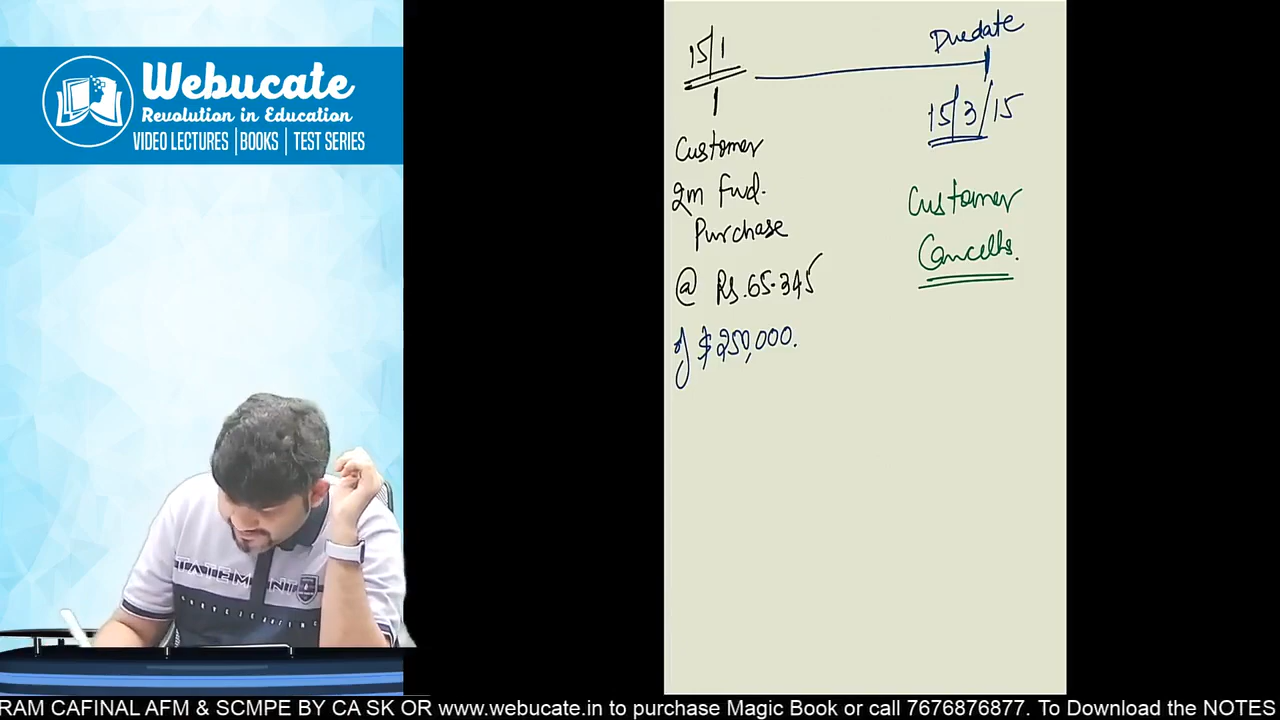 Webucate
Revolution in Education
VIDEO LECTURES | BOOKS | TEST SERIES
15/1
Duedate
15/3/15
Customer
2m Fwd.
Purchase
@ Rs.65.345
of $250,000.
Customer
Cancells.
TATEMENT
RAM CAFINAL AFM & SCMPE BY CA SK OR www.webucate.in to purchase Magic Book or call 7676876877. To Download the NOTES